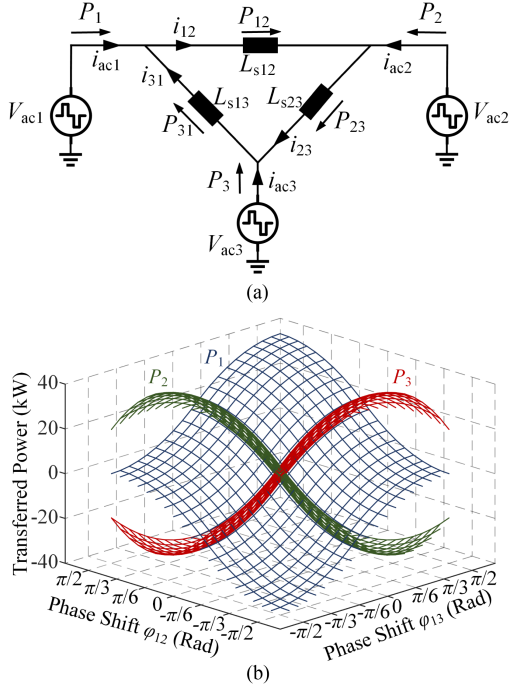 P1 P12 P2
iac1 i12 iac2
Ls12
i31 Ls13 Ls23
Vac1 Vac2
P31 P23
i23
P3 iac3
Vac3
(a)
P2 P1 P3
Transferred Power (kW)
40
20
0
-20
-40
π/2 π/3 π/6 0 -π/6 -π/3 -π/2
Phase Shift φ12 (Rad)
-π/2 -π/3 -π/6 0 π/6 π/3 π/2
Phase Shift φ13 (Rad)
(b)